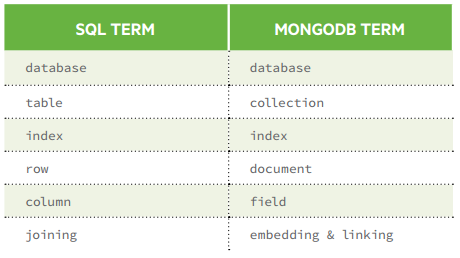 SQL TERM MONGODB TERM
database database
table collection
index index
row document
column field
joining embedding & linking